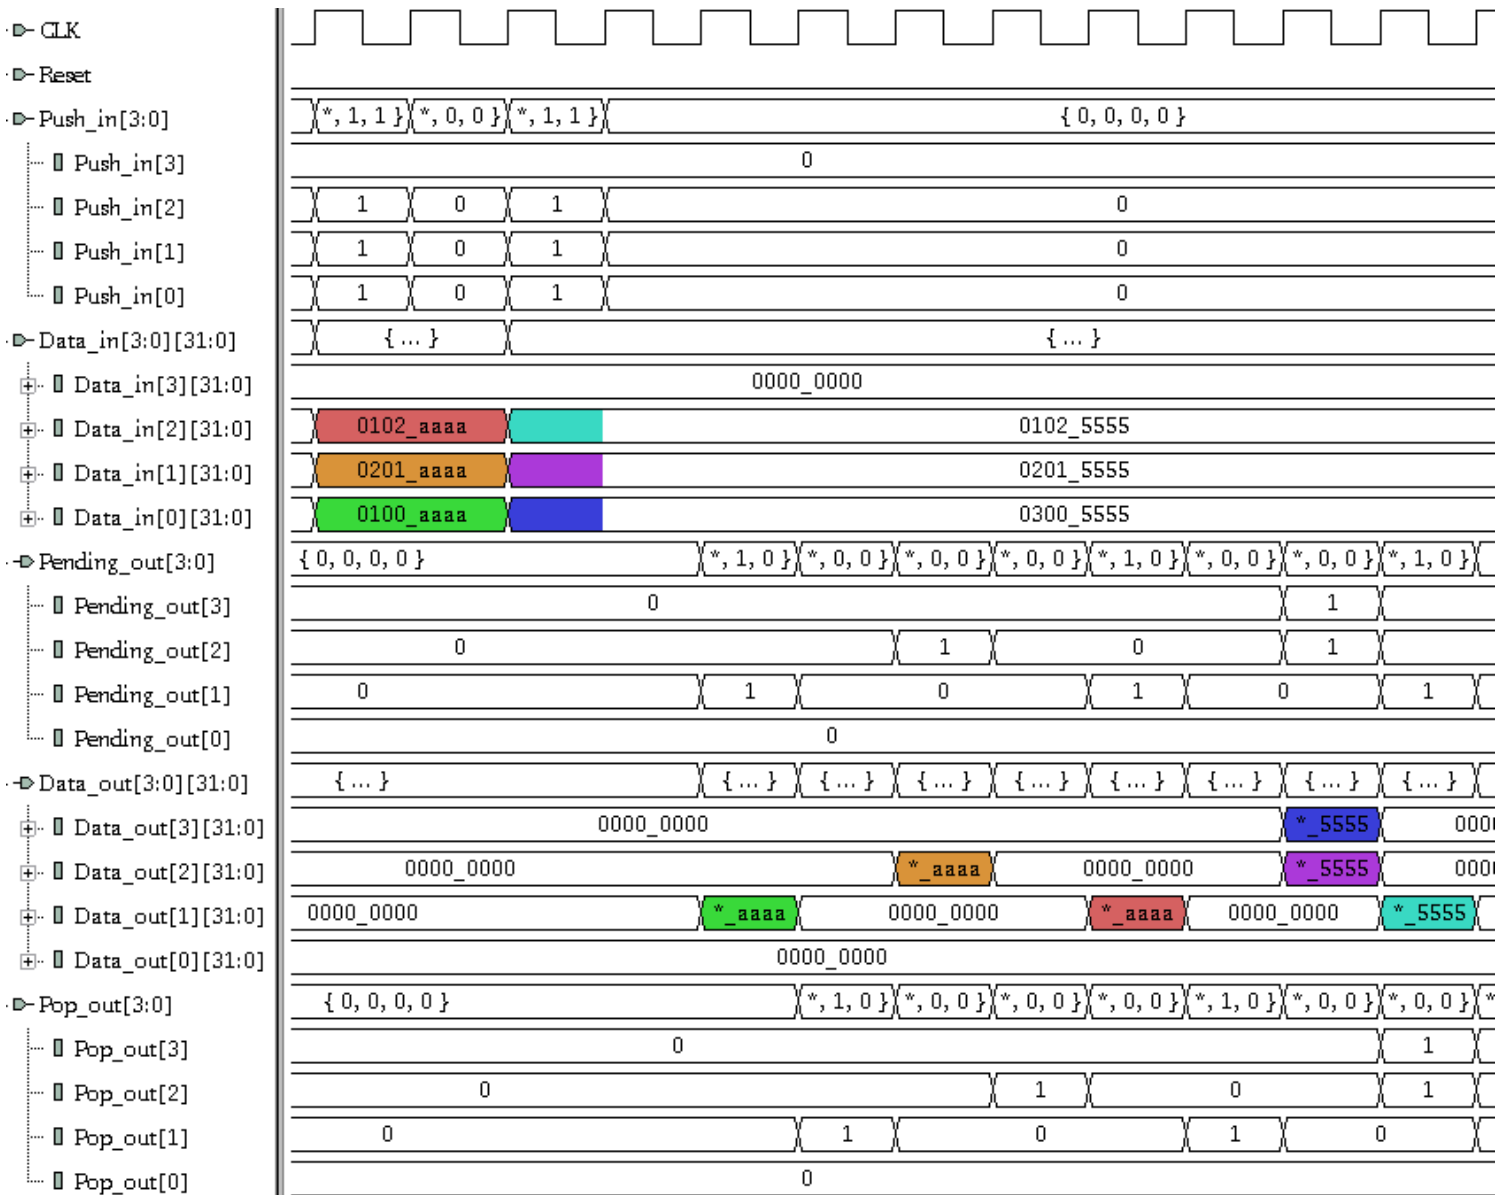 CLK
Reset
Push_in[3:0] *, 1, 1 } *, 0, 0 } *, 1, 1 } { 0, 0, 0, 0 }
Push_in[3] 0
Push_in[2] 1 0 1 0
Push_in[1] 1 0 1 0
Push_in[0] 1 0 1 0
Data_in[3:0][31:0] { ... } { ... }
Data_in[3][31:0] 0000_0000
Data_in[2][31:0] 0102_aaaa 0102_5555
Data_in[1][31:0] 0201_aaaa 0201_5555
Data_in[0][31:0] 0100_aaaa 0300_5555
Pending_out[3:0] { 0, 0, 0, 0 } *, 1, 0 } *, 0, 0 } *, 0, 0 } *, 0, 0 } *, 1, 0 } *, 0, 0 } *, 0, 0 } *, 1, 0 }
Pending_out[3] 0 1
Pending_out[2] 0 1 0 1
Pending_out[1] 0 1 0 1 0 1
Pending_out[0] 0
Data_out[3:0][31:0] { ... } { ... } { ... } { ... } { ... } { ... } { ... } { ... } { ... }
Data_out[3][31:0] 0000_0000 *_5555 000
Data_out[2][31:0] 0000_0000 *_aaaa 0000_0000 *_5555 000
Data_out[1][31:0] 0000_0000 *_aaaa 0000_0000 *_aaaa 0000_0000 *_5555
Data_out[0][31:0] 0000_0000
Pop_out[3:0] { 0, 0, 0, 0 } *, 1, 0 } *, 0, 0 } *, 0, 0 } *, 0, 0 } *, 1, 0 } *, 0, 0 } *, 0, 0 } *
Pop_out[3] 0 1
Pop_out[2] 0 1 0 1
Pop_out[1] 0 1 0 1 0
Pop_out[0] 0